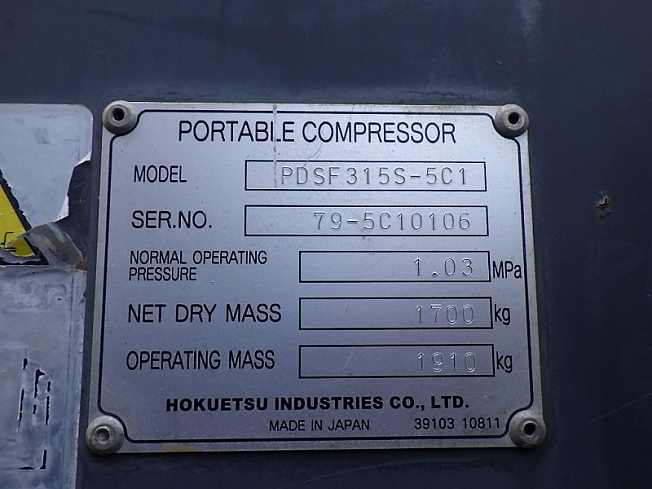 PORTABLE COMPRESSOR
MODEL PDSF315S-5C1
SER.NO. 79-5C10106
NORMAL OPERATING
PRESSURE 1.03 MPa
NET DRY MASS 1700 kg
OPERATING MASS 1910 kg
HOKUETSU INDUSTRIES CO., LTD.
MADE IN JAPAN 39103 10811